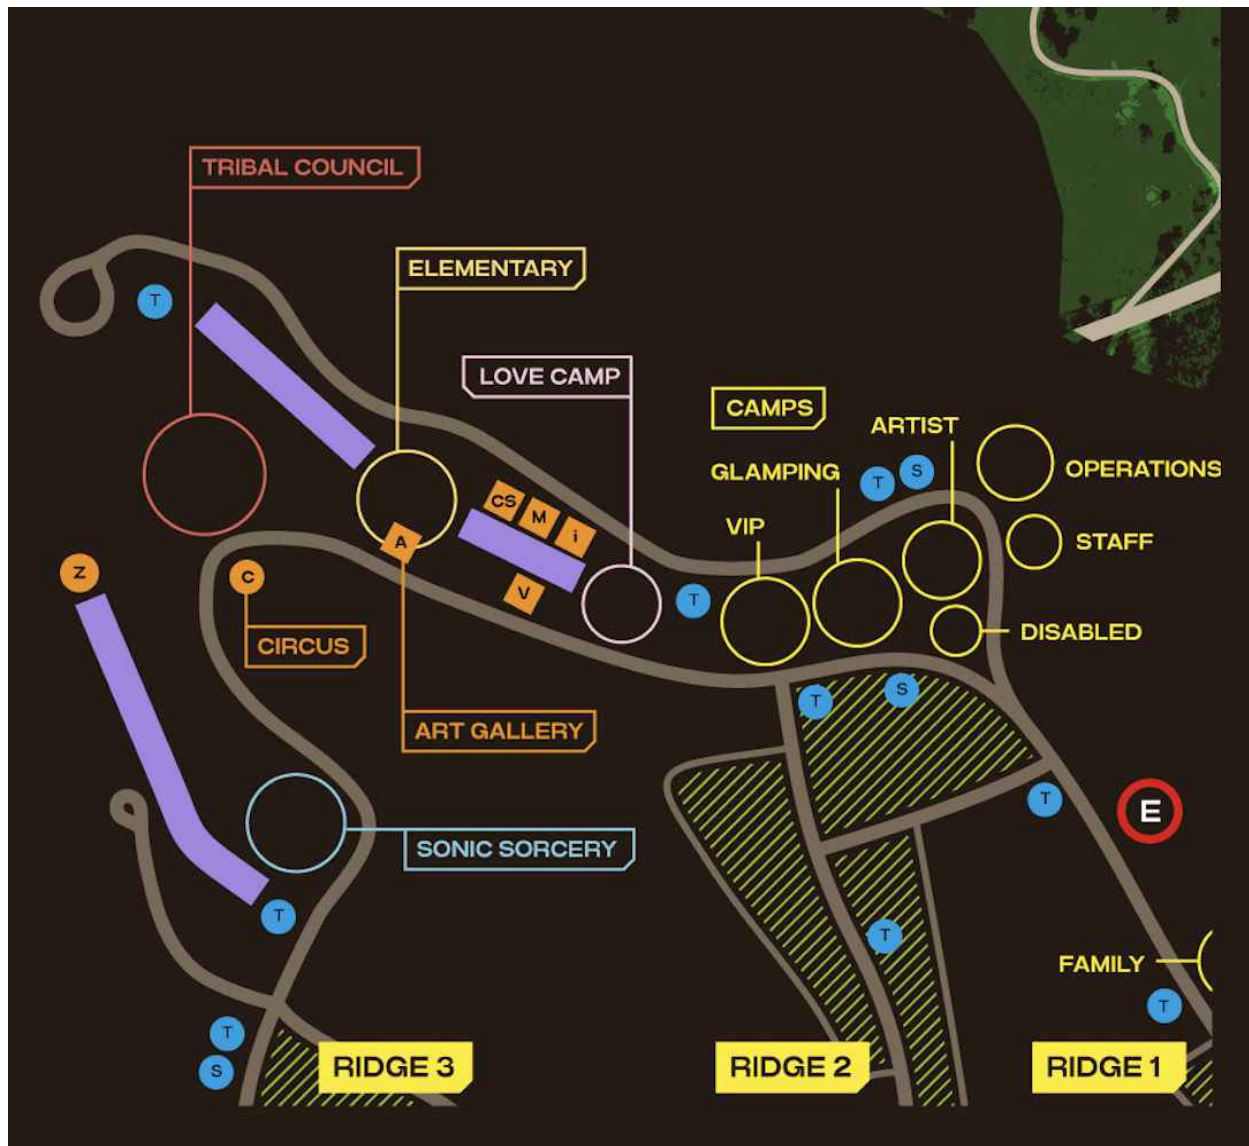 TRIBAL COUNCIL
ELEMENTARY
T
LOVE CAMP
CAMPS
ARTIST
GLAMPING
T
S
OPERATIONS
CS
M
i
VIP
A
STAFF
Z
C
V
T
CIRCUS
DISABLED
T
S
ART GALLERY
T
E
SONIC SORCERY
T
T
FAMILY
T
T
S
RIDGE 3
RIDGE 2
RIDGE 1